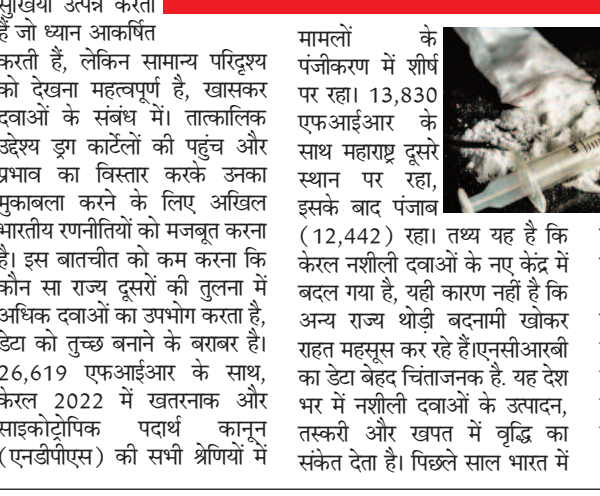 सुर्खियां उत्पन्न करती
हैं जो ध्यान आकर्षित
करती हैं, लेकिन सामान्य परिदृश्य
को देखना महत्वपूर्ण है, खासकर
दवाओं के संबंध में। तात्कालिक
उद्देश्य ड्रग कार्टेलों की पहुंच और
प्रभाव का विस्तार करके उनका
मुकाबला करने के लिए अखिल
भारतीय रणनीतियों को मजबूत करना
है। इस बातचीत को कम करना कि
कौन सा राज्य दूसरों की तुलना में
अधिक दवाओं का उपभोग करता है,
डेटा को तुच्छ बनाने के बराबर है।
26,619 एफआईआर के साथ,
केरल 2022 में खतरनाक और
साइकोट्रोपिक पदार्थ कानून
(एनडीपीएस) की सभी श्रेणियों में
मामलों के
पंजीकरण में शीर्ष
पर रहा। 13,830
एफआईआर के
साथ महाराष्ट्र दूसरे
स्थान पर रहा,
इसके बाद पंजाब
(12,442) रहा। तथ्य यह है कि
केरल नशीली दवाओं के नए केंद्र में
बदल गया है, यही कारण नहीं है कि
अन्य राज्य थोड़ी बदनामी खोकर
राहत महसूस कर रहे हैं।एनसीआरबी
का डेटा बेहद चिंताजनक है. यह देश
भर में नशीली दवाओं के उत्पादन,
तस्करी और खपत में वृद्धि का
संकेत देता है। पिछले साल भारत में